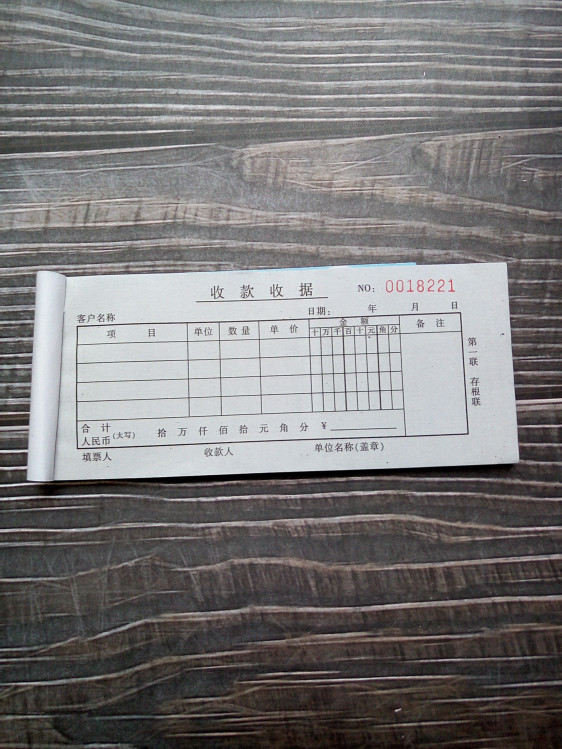 收款收据 NO: 0018221
客户名称 日期： 年 月 日
项 目 单位 数量 单 价 金 额 备 注
十 万 千 百 十 元 角 分
合 计
人民币(大写) 拾 万 仟 佰 拾 元 角 分 ¥
填票人 收款人 单位名称(盖章)
第一联 存根联